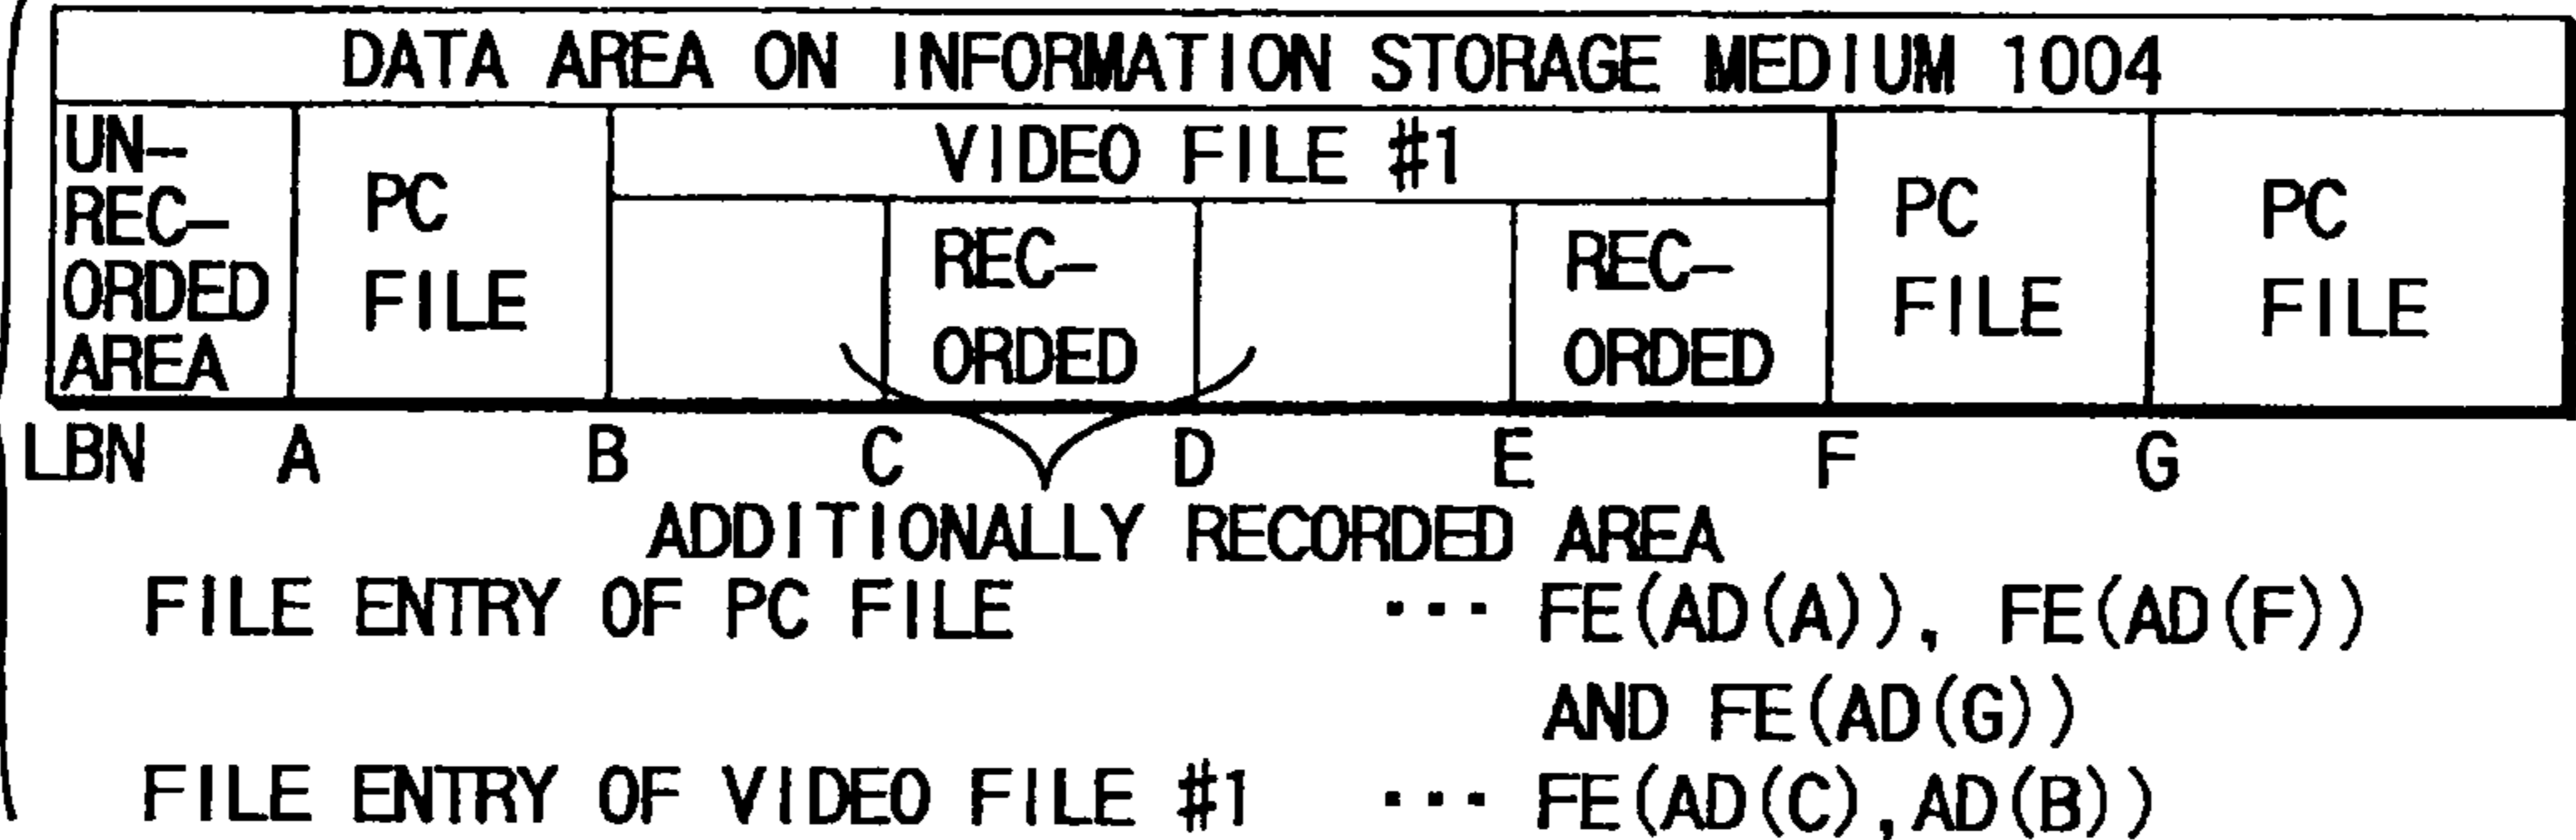 DATA AREA ON INFORMATION STORAGE MEDIUM 1004
UN-
REC-
ORDED
AREA
PC
FILE
VIDEO FILE #1
REC-
ORDED
REC-
ORDED
PC
FILE
PC
FILE
LBN A B C D E F G
ADDITIONALLY RECORDED AREA
FILE ENTRY OF PC FILE ··· FE(AD(A)), FE(AD(F))
AND FE(AD(G))
FILE ENTRY OF VIDEO FILE #1 ··· FE(AD(C),AD(B))